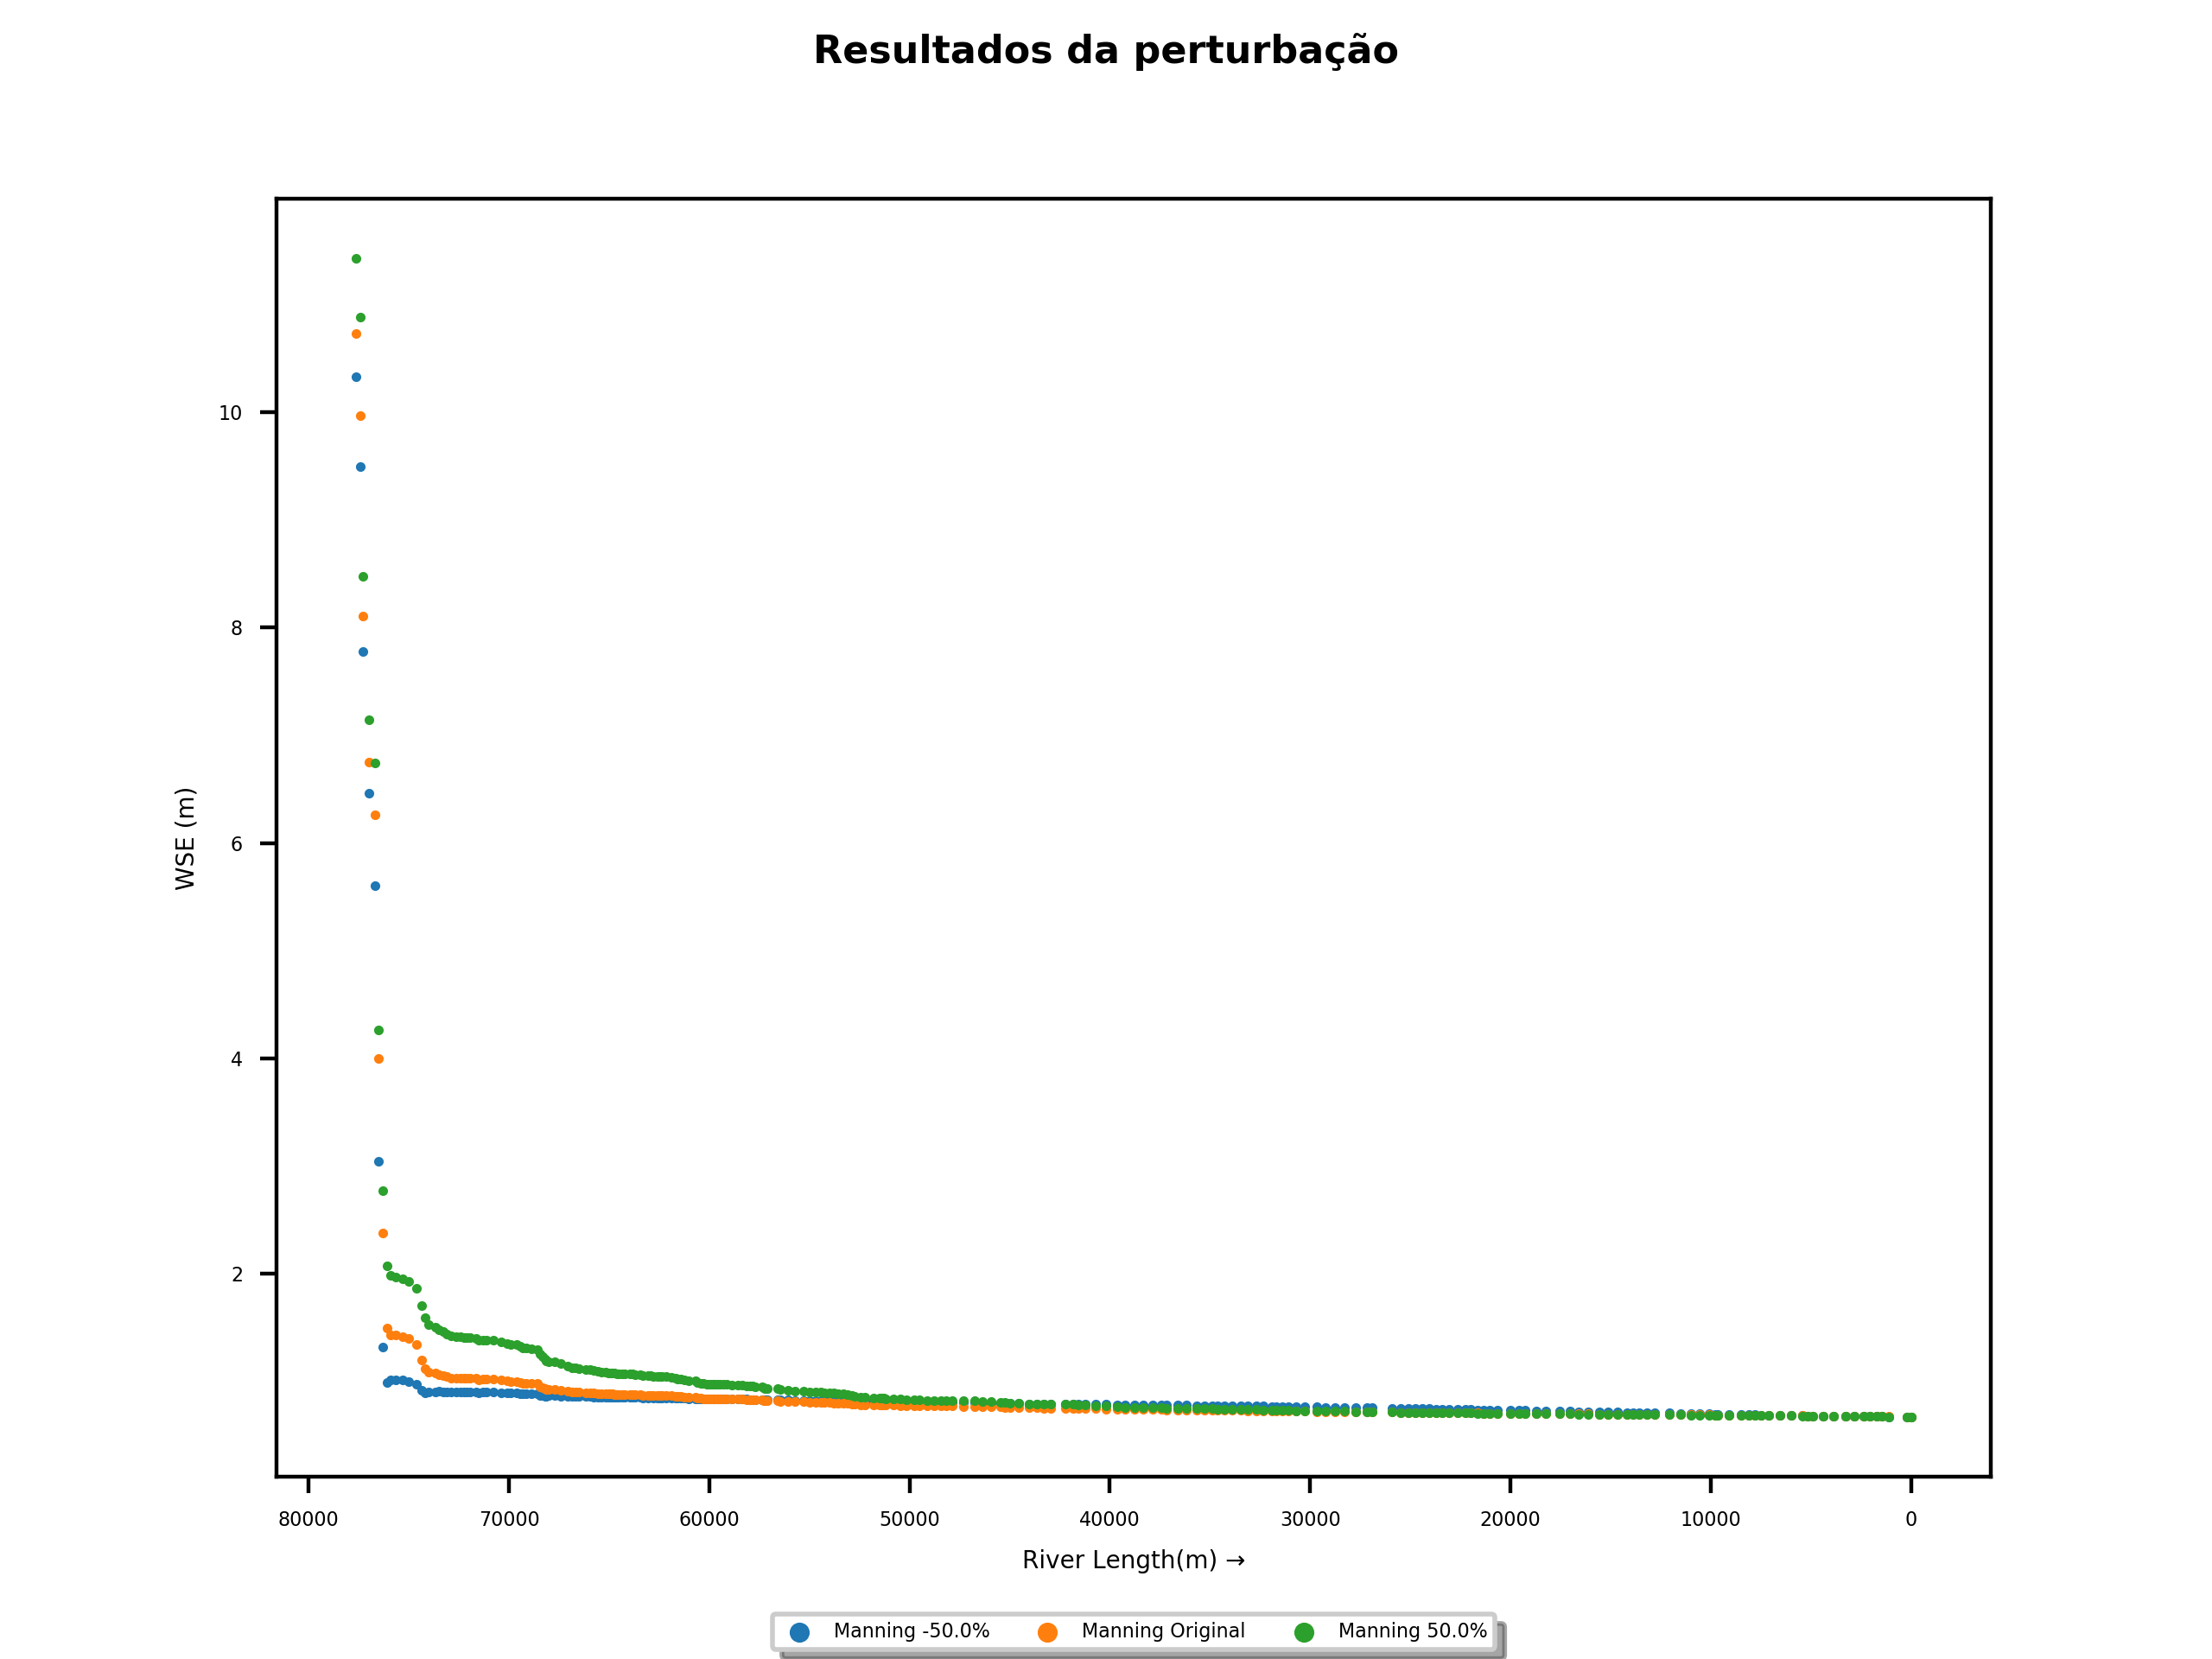 Resultados da perturbação
10
8
6
4
2
WSE (m)
80000 70000 60000 50000 40000 30000 20000 10000 0
River Length(m) →
Manning -50.0% Manning Original Manning 50.0%